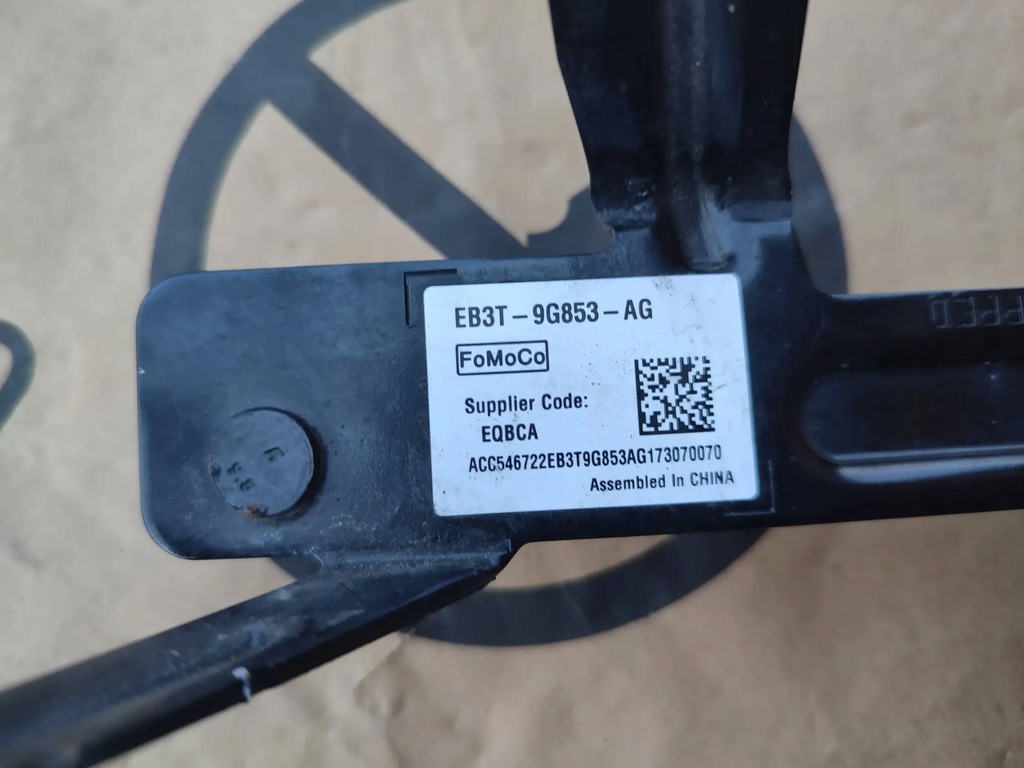 EB3T-9G853-AG
FoMoCo
Supplier Code:
EQBCA
ACC546722EB3T9G853AG173070070
Assembled In CHINA